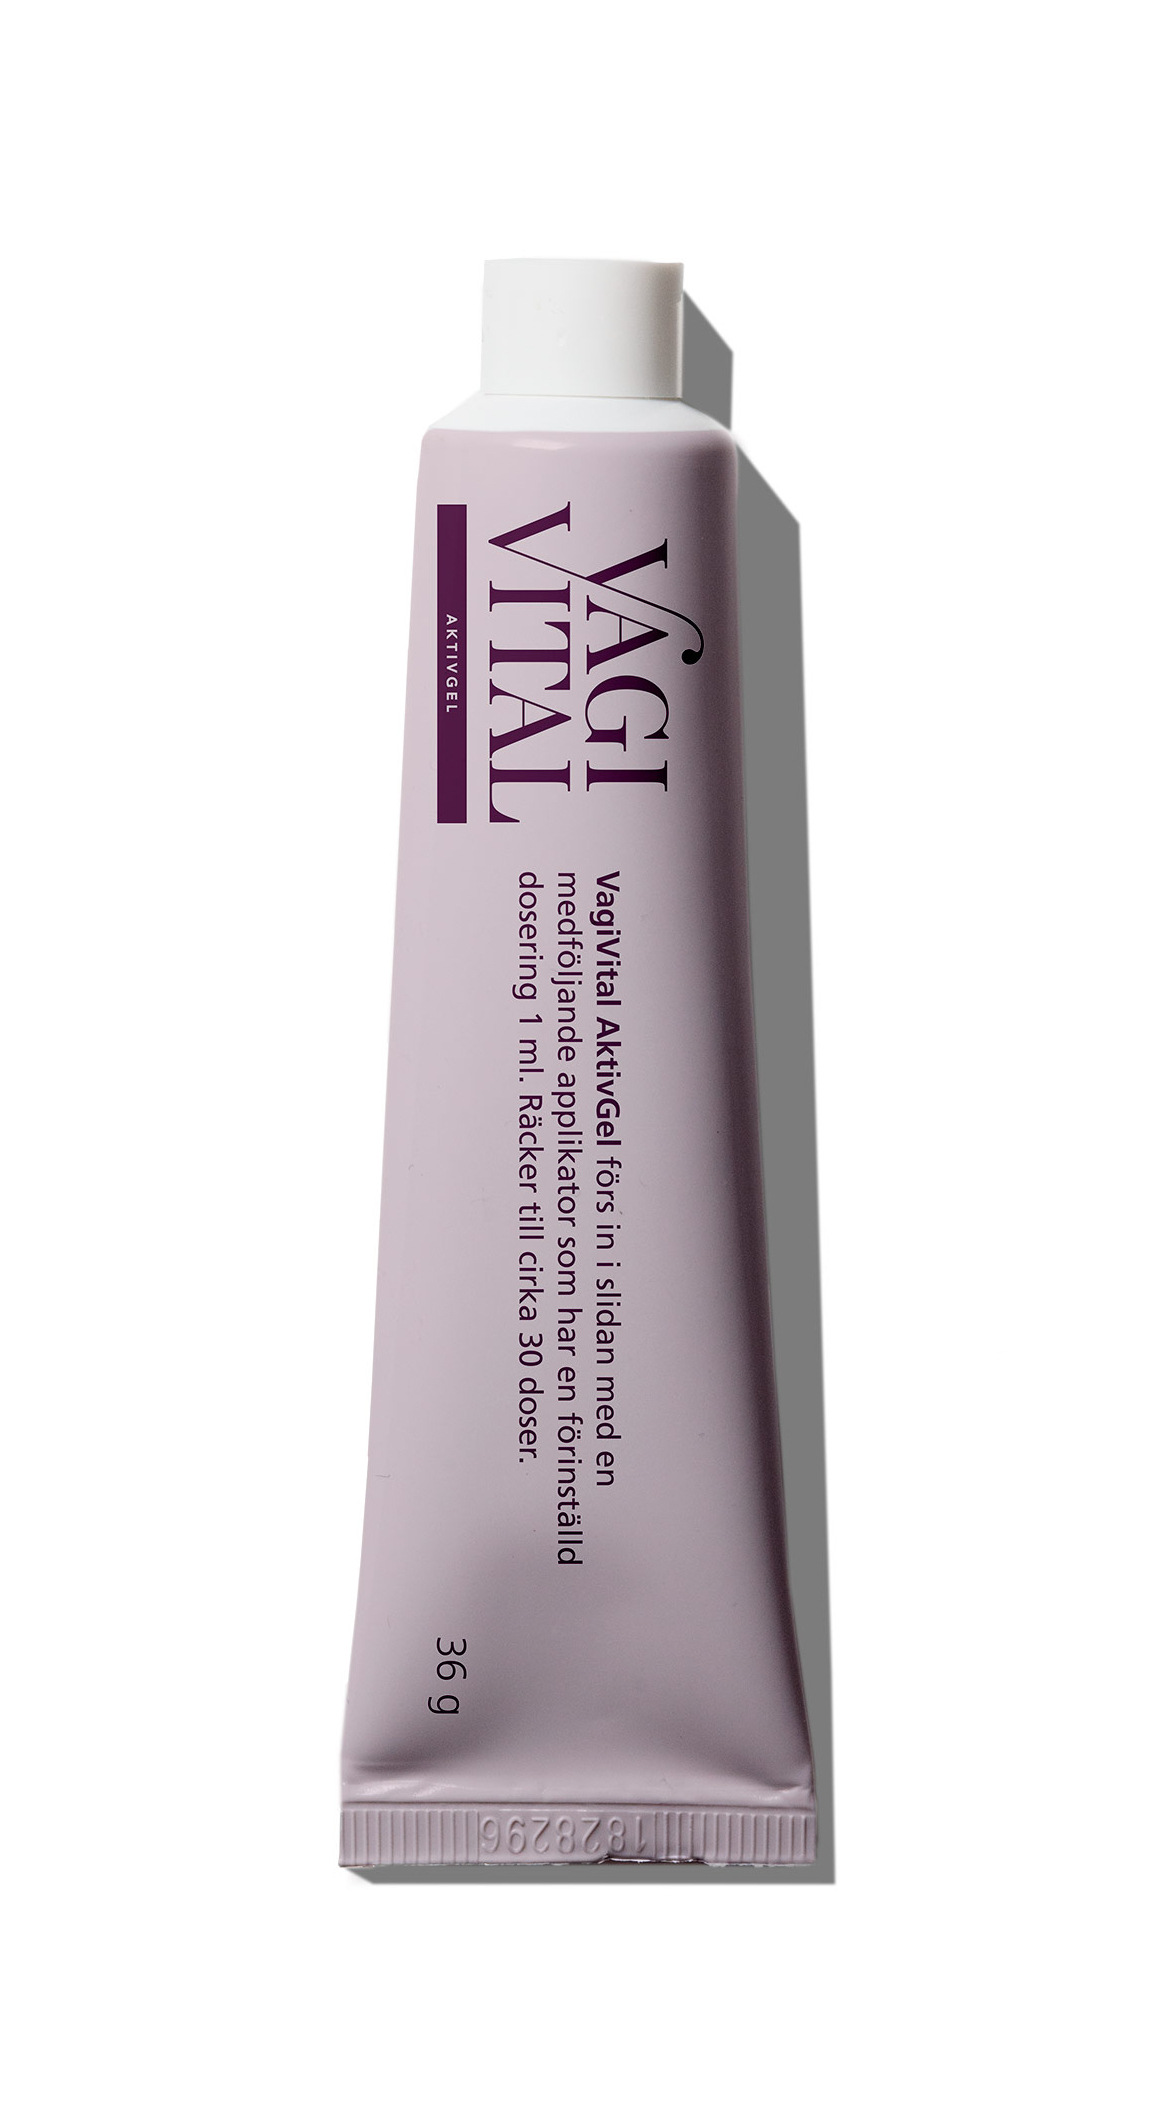 VAGI
VITAL
AKTIVGEL
VagiVital AktivGel förs in i slidan med en
medföljande applikator som har en förinställd
dosering 1 ml. Räcker till cirka 30 doser.
36 g
1828296